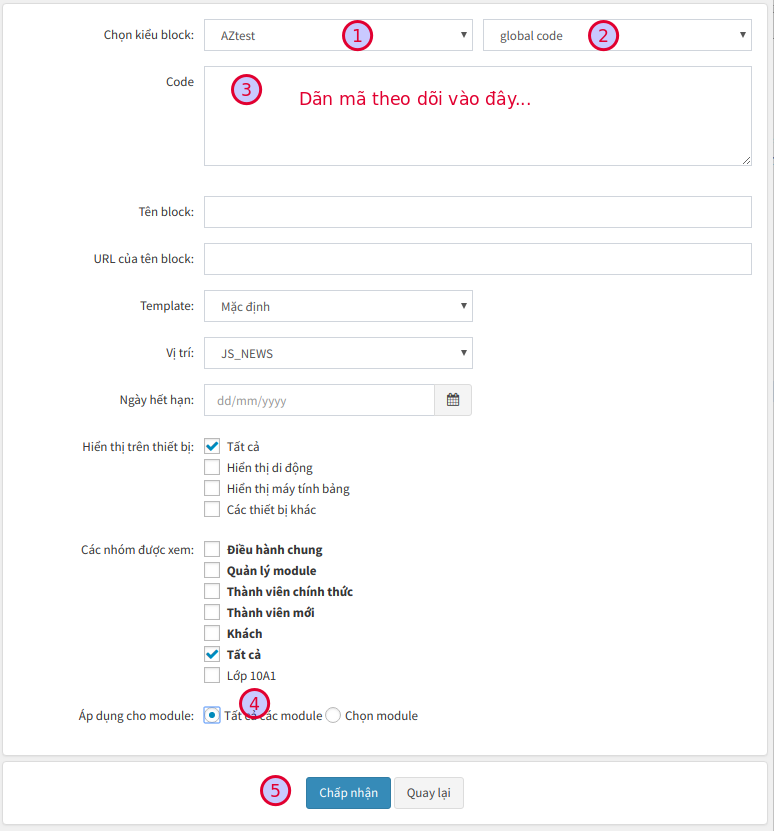 Chọn kiểu block: AZtest 1 global code 2
Code
3 Dãn mã theo dõi vào đây...
Tên block:
URL của tên block:
Template: Mặc định
Vị trí: JS_NEWS
Ngày hết hạn: dd/mm/yyyy
Hiển thị trên thiết bị: Tất cả
Hiển thị di động
Hiển thị máy tính bảng
Các thiết bị khác
Các nhóm được xem: Điều hành chung
Quản lý module
Thành viên chính thức
Thành viên mới
Khách
Tất cả
Lớp 10A1
4
Áp dụng cho module: Tất cả các module Chọn module
5 Chấp nhận Quay lại